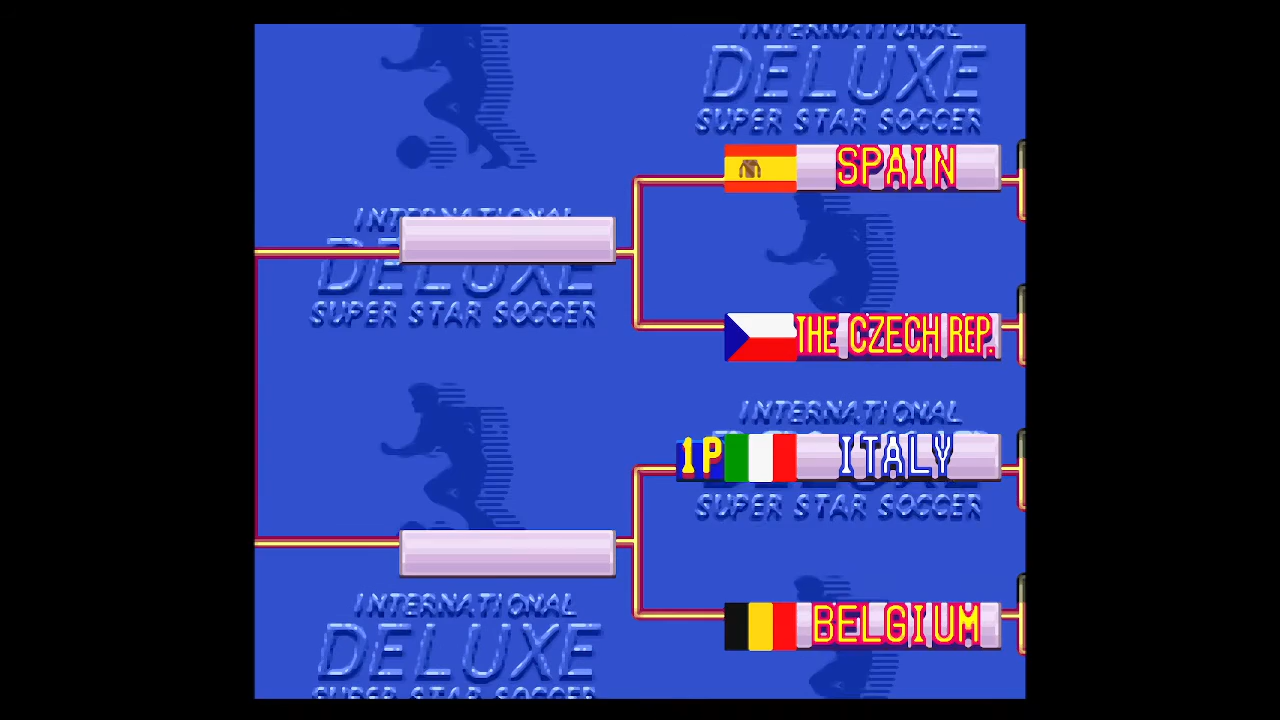 INTERNATIONAL
DELUXE
SUPER STAR SOCCER
SPAIN
INTERNATIONAL
DELUXE
SUPER STAR SOCCER
THE CZECH REP.
INTERNATIONAL
1P ITALY
SUPER STAR SOCCER
INTERNATIONAL
BELGIUM
DELUXE
SUPER STAR SOCCER